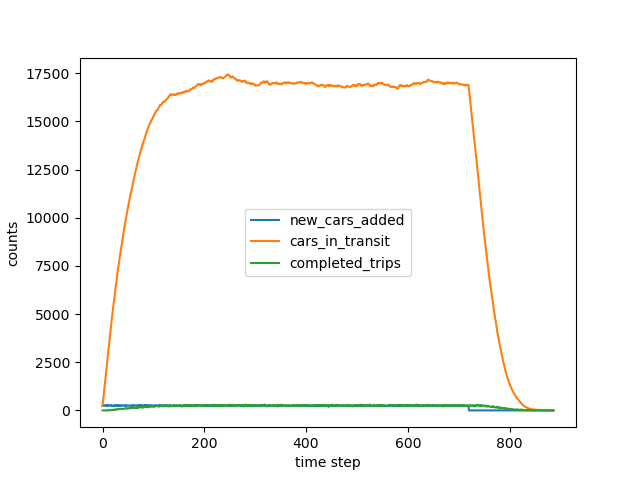 17500
15000
12500
10000
7500
5000
2500
0
counts
new_cars_added
cars_in_transit
completed_trips
0 200 400 600 800
time step